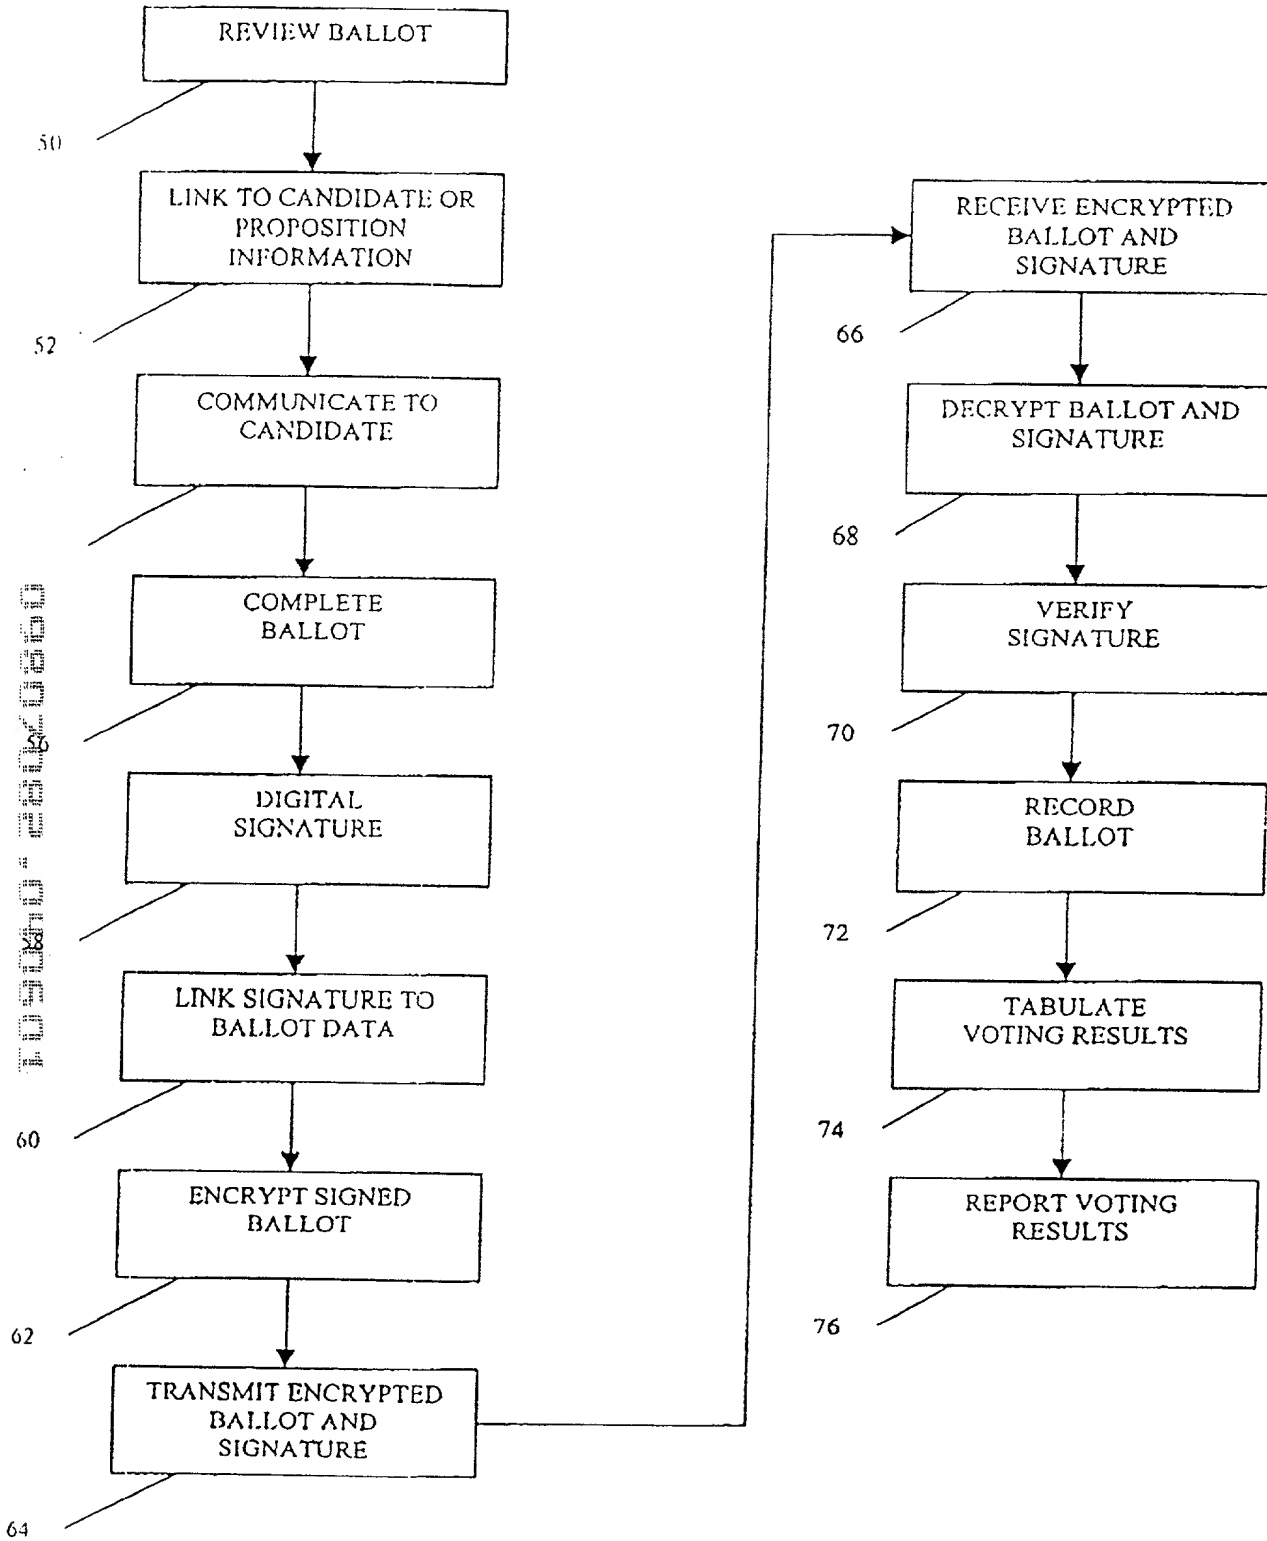 REVIEW BALLOT
50
LINK TO CANDIDATE OR
PROPOSITION
INFORMATION
52
COMMUNICATE TO
CANDIDATE
COMPLETE
BALLOT
56
DIGITAL
SIGNATURE
58
LINK SIGNATURE TO
BALLOT DATA
60
ENCRYPT SIGNED
BALLOT
62
TRANSMIT ENCRYPTED
BALLOT AND
SIGNATURE
64
RECEIVE ENCRYPTED
BALLOT AND
SIGNATURE
66
DECRYPT BALLOT AND
SIGNATURE
68
VERIFY
SIGNATURE
70
RECORD
BALLOT
72
TABULATE
VOTING RESULTS
74
REPORT VOTING
RESULTS
76